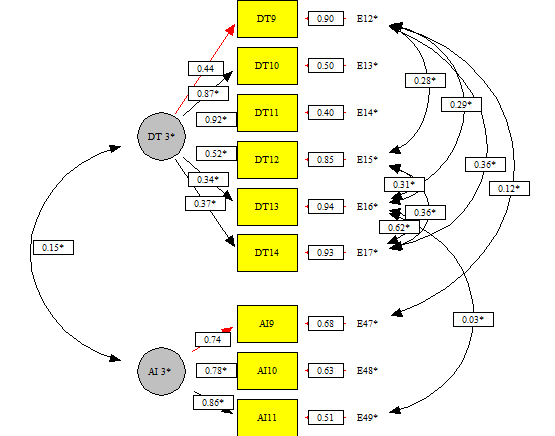 DT9 0.90 E12*
0.44
DT10 0.50 E13*
0.28*
0.87*
0.29*
DT11 0.40 E14*
0.92*
DT 3*
0.52*
DT12 0.85 E15*
0.36*
0.34*
0.31*
0.12*
0.37*
DT13 0.94 E16*
0.36*
0.62*
0.15*
DT14 0.93 E17*
AI9 0.68 E47*
0.03*
0.74
AI 3*
0.78*
AI10 0.63 E48*
0.86*
AI11 0.51 E49*